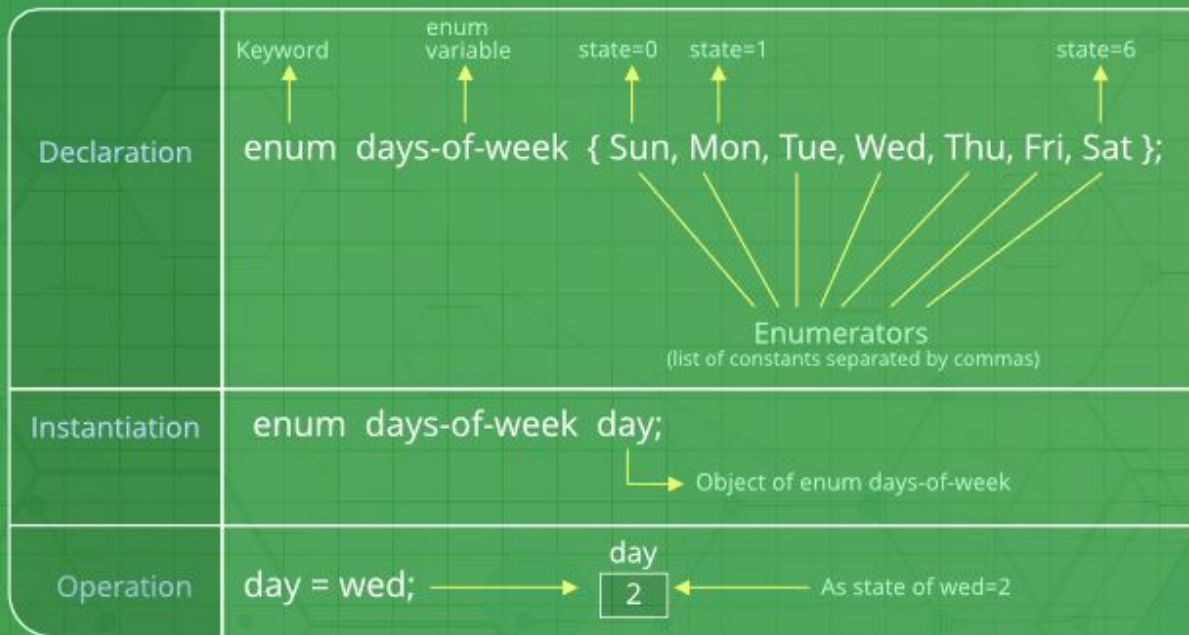 Keyword
enum
variable
state=0
state=1
state=6
Declaration
enum days-of-week { Sun, Mon, Tue, Wed, Thu, Fri, Sat };
Enumerators
(list of constants separated by commas)
Instantiation
enum days-of-week day;
Object of enum days-of-week
Operation
day = wed;
day
2
As state of wed=2